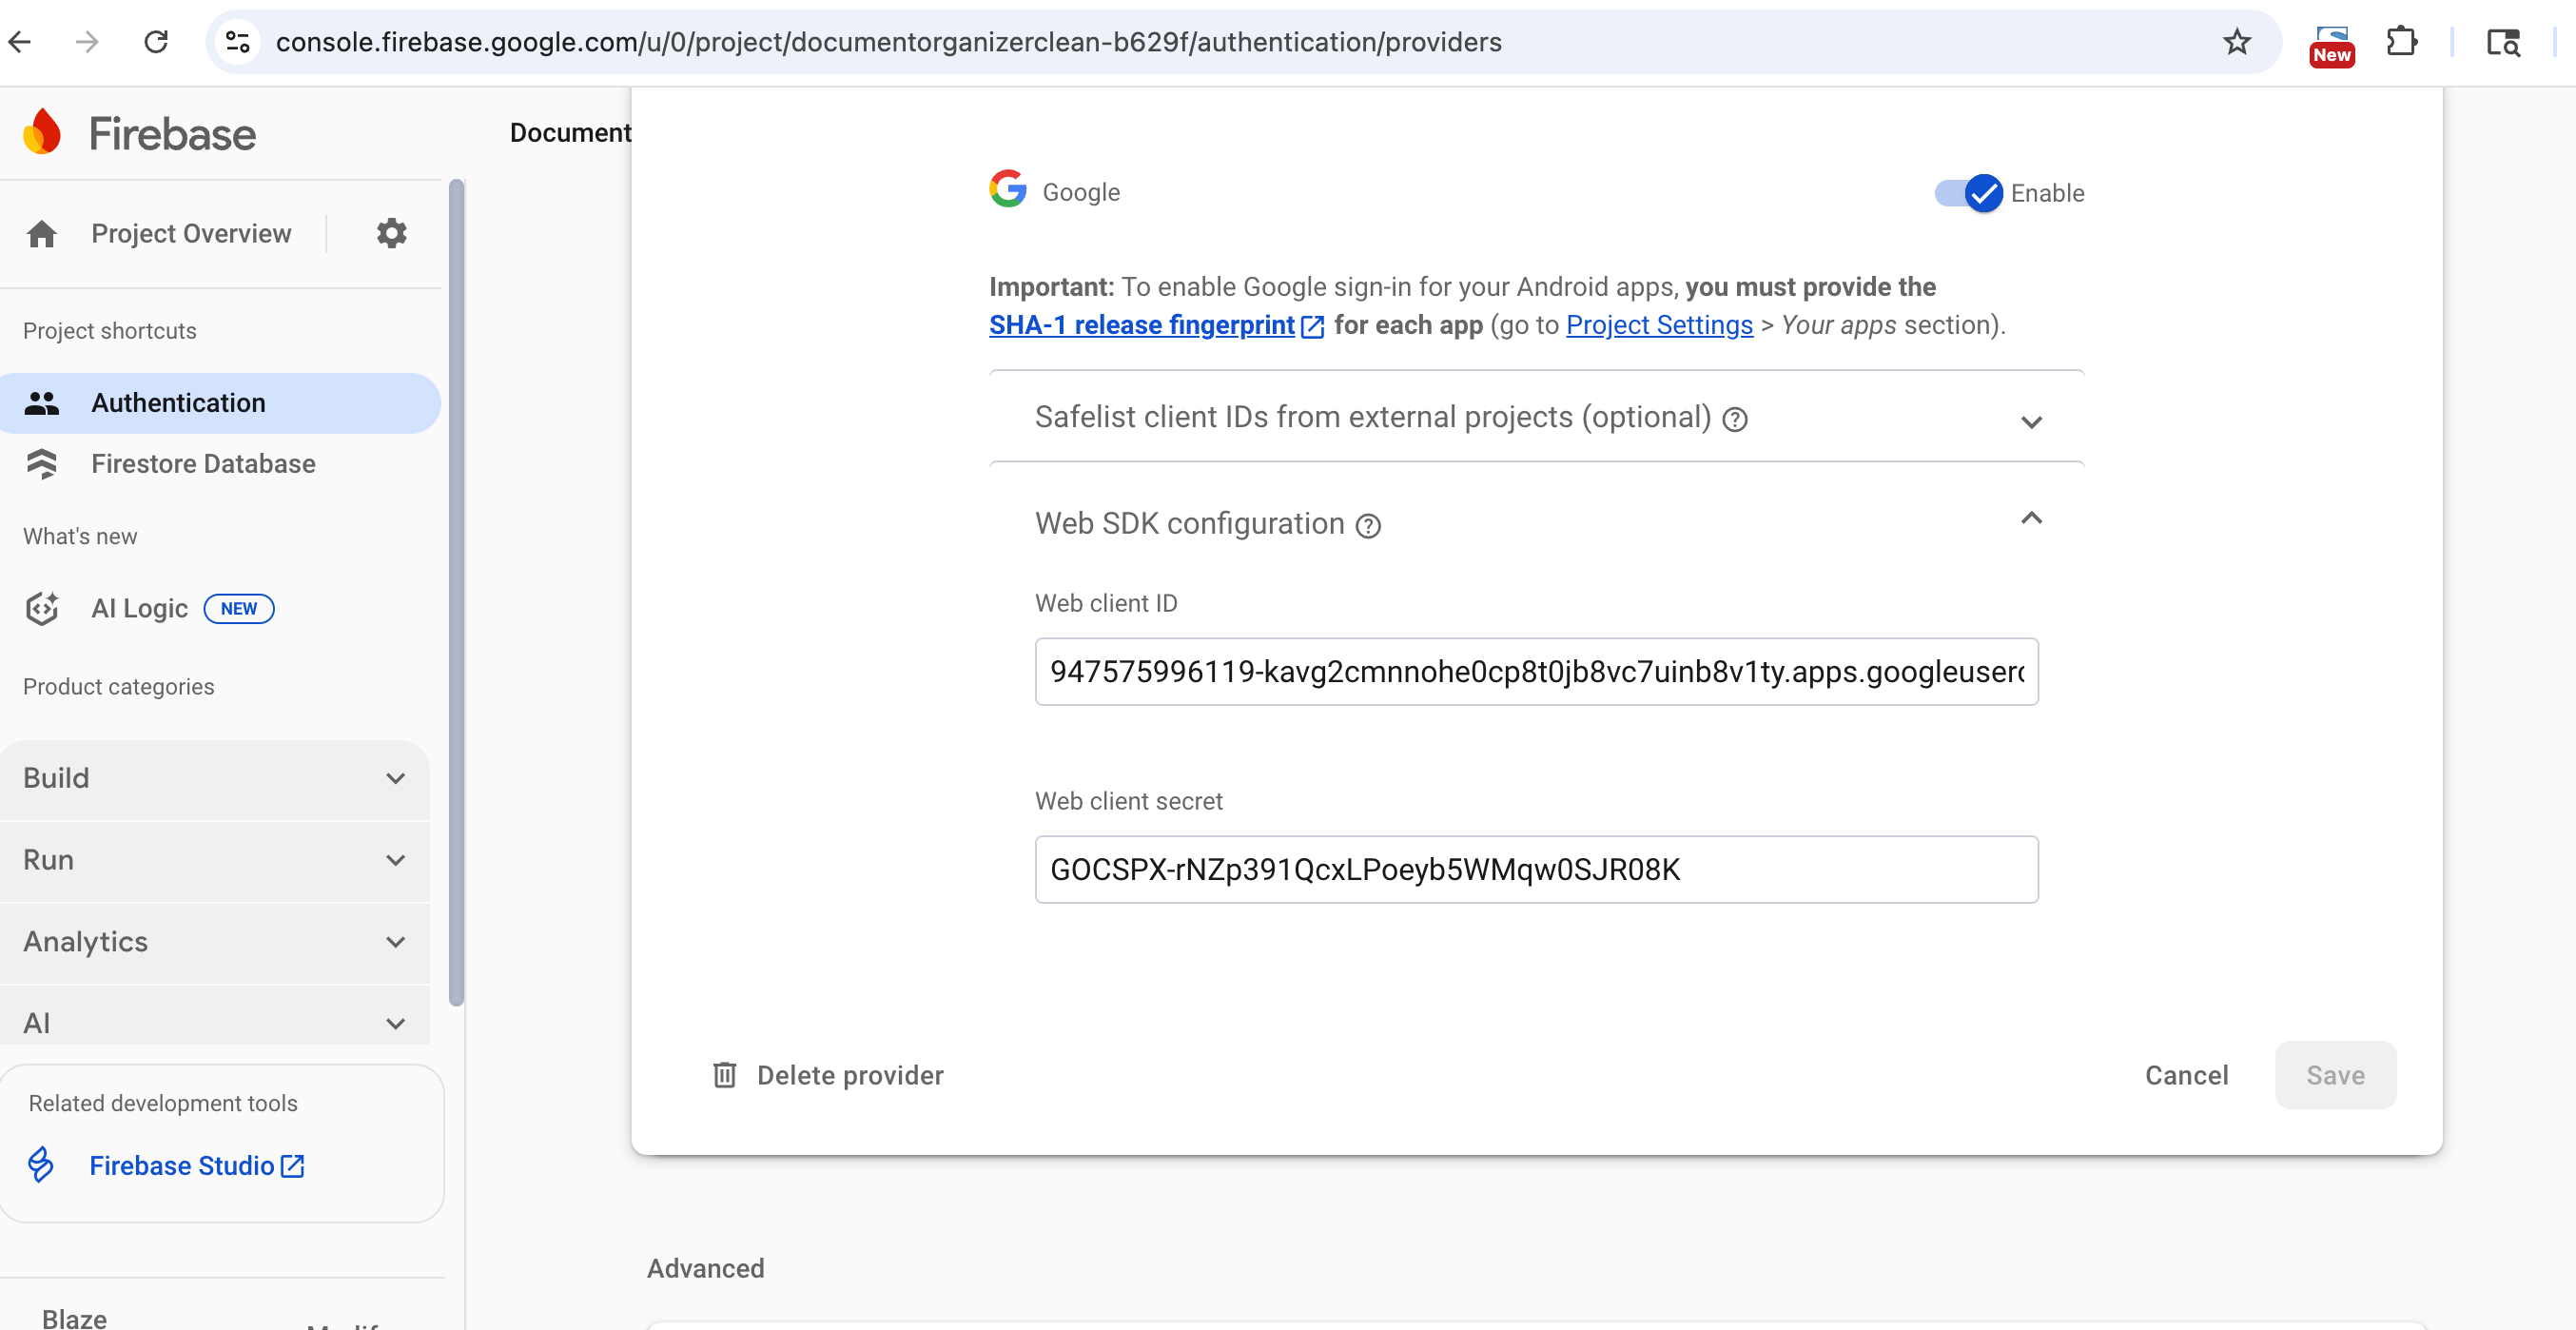 console.firebase.google.com/u/0/project/documentorganizerclean-b629f/authentication/providers
New
Firebase
Document
Project Overview
Project shortcuts
Authentication
Firestore Database
What's new
AI Logic NEW
Product categories
Build
Run
Analytics
AI
Related development tools
Firebase Studio
Blaze
Google
Enable
Important: To enable Google sign-in for your Android apps, you must provide the
SHA-1 release fingerprint for each app (go to Project Settings > Your apps section).
Safelist client IDs from external projects (optional)
Web SDK configuration
Web client ID
947575996119-kavg2cmnnohe0cp8t0jb8vc7uinb8v1ty.apps.googleuserc
Web client secret
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
Delete provider
Cancel
Save
Advanced